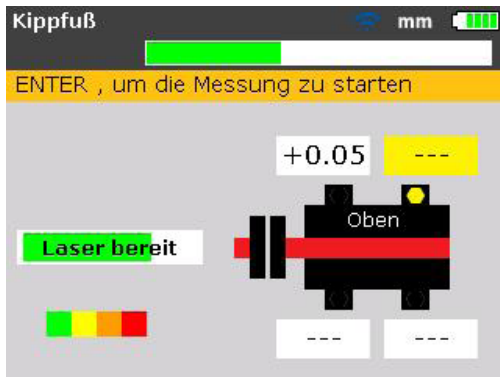 Kippfuß mm
ENTER , um die Messung zu starten
+0.05 ---
Oben
Laser bereit
--- ---